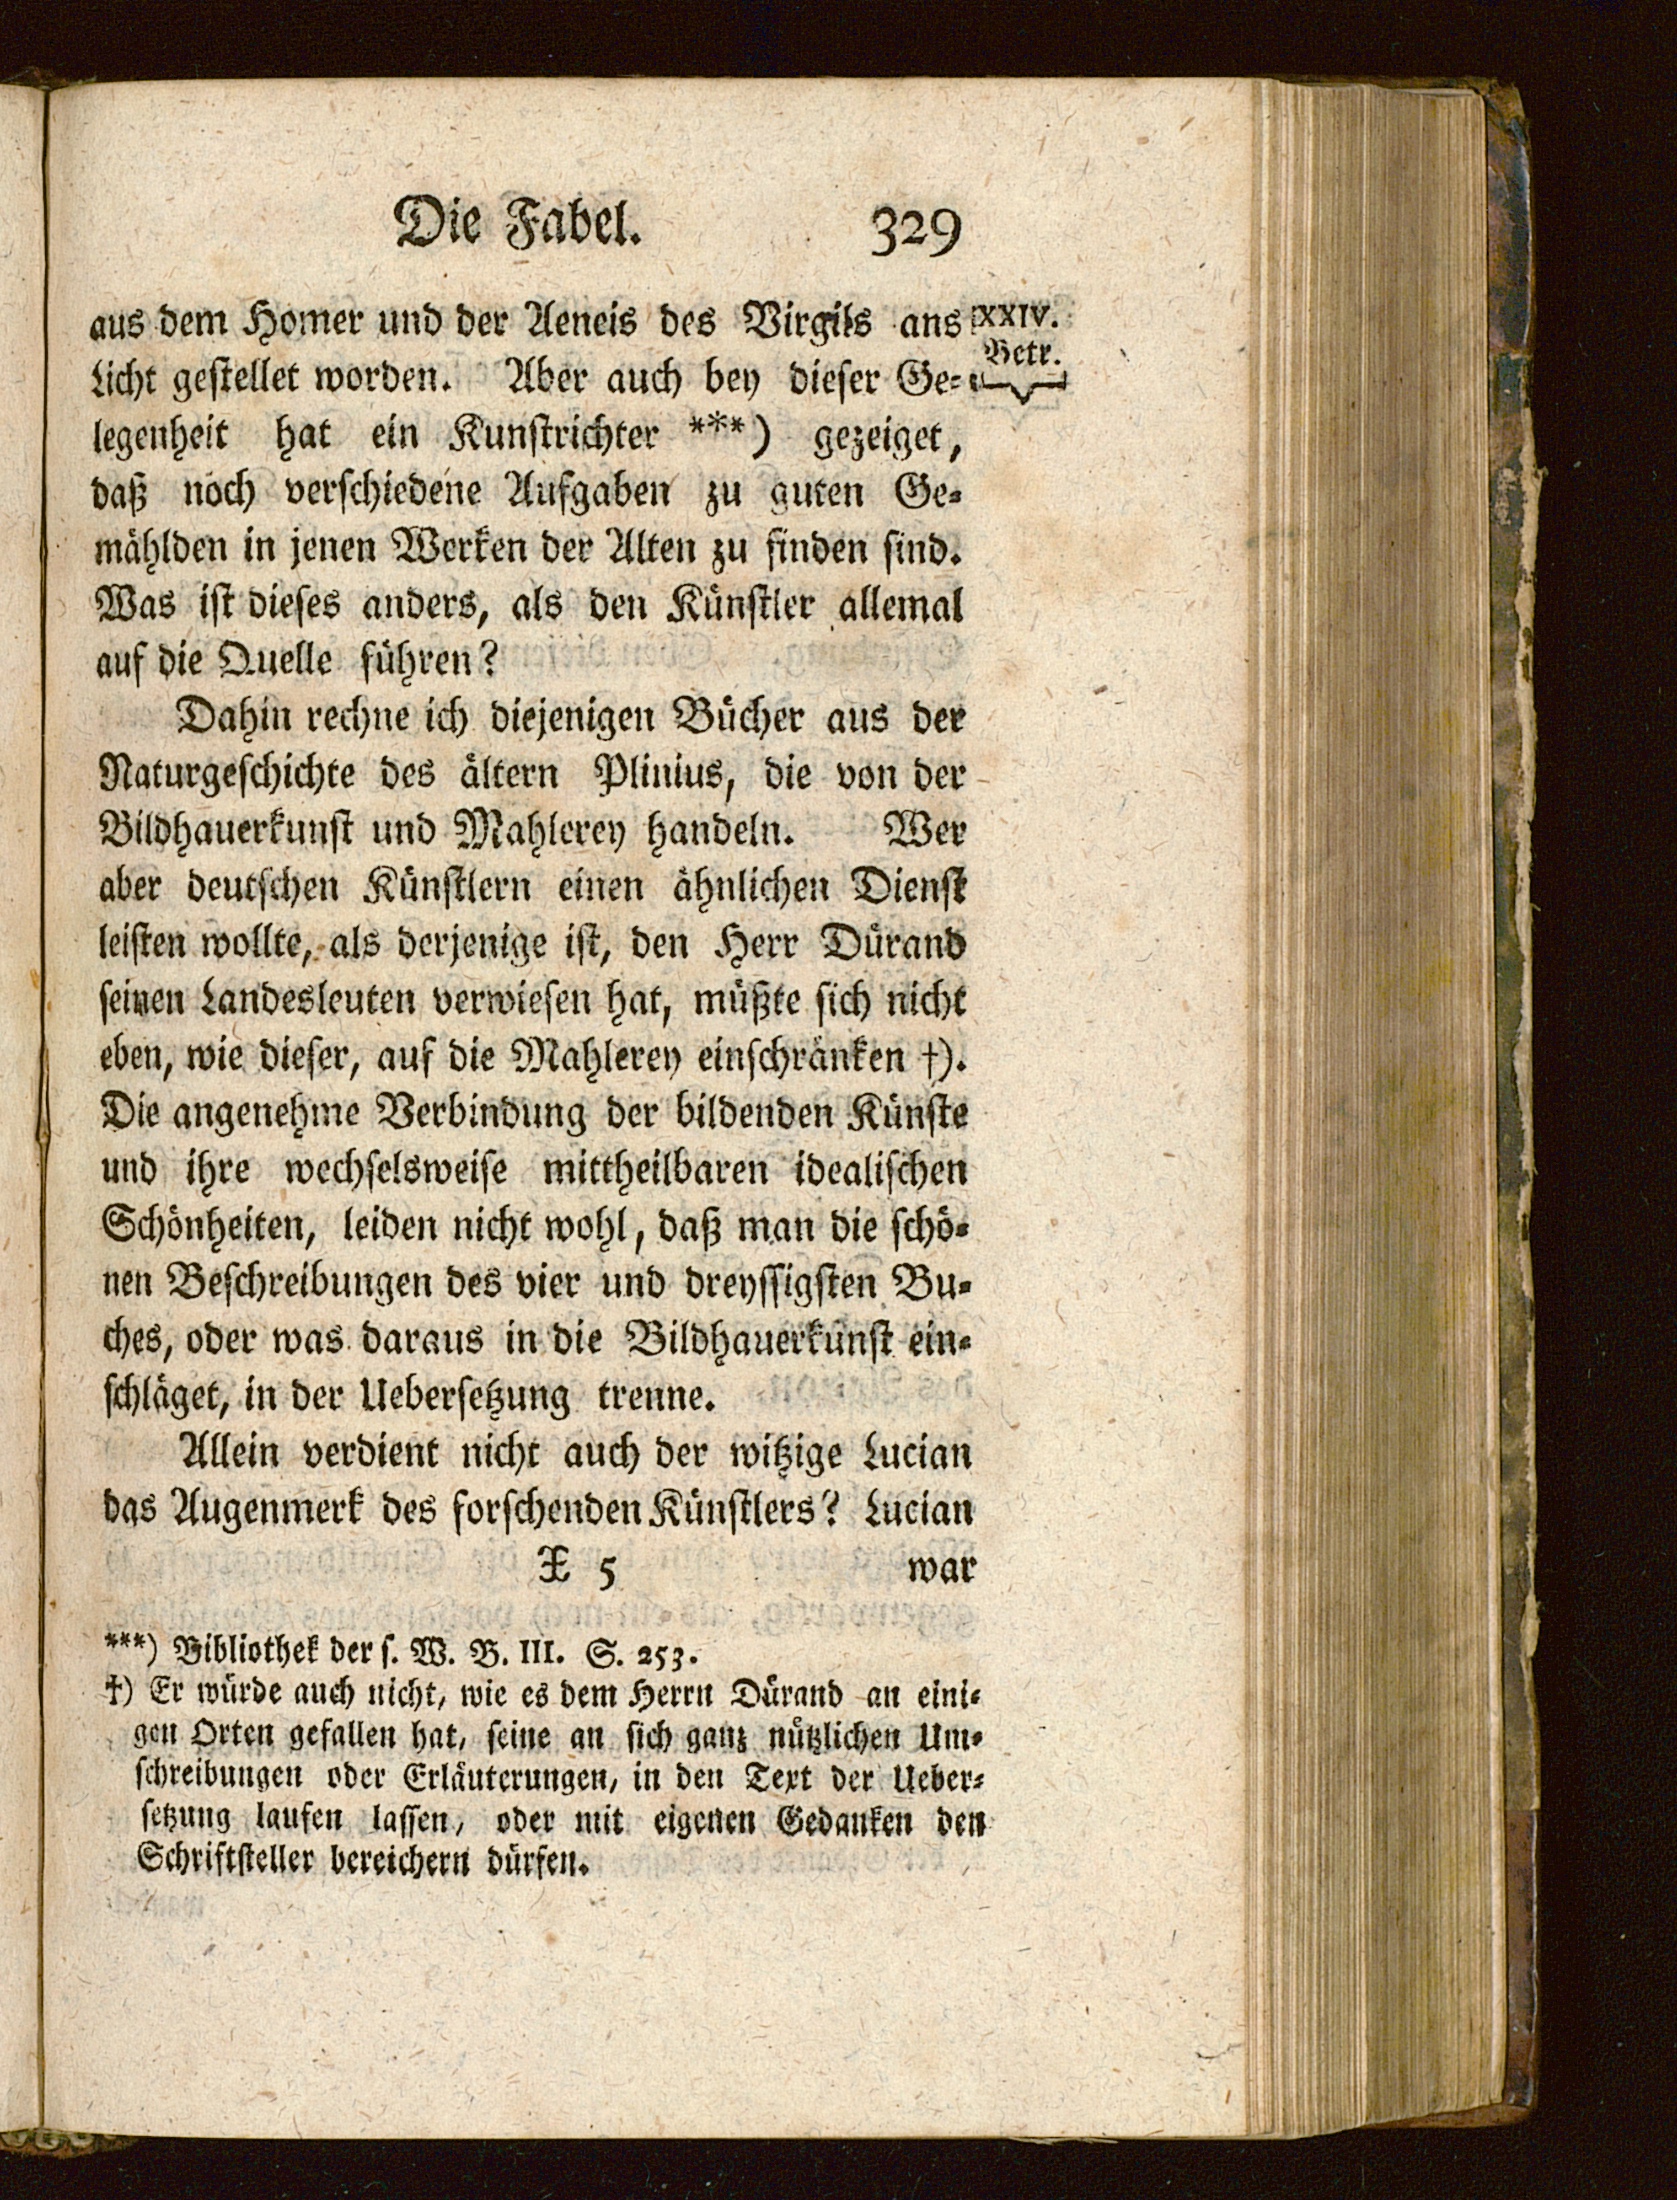 Die Fabel. 329
aus dem Homer und der Aeneis des Virgils ans
XXIV.
Betr.
Licht gestellet worden. Aber auch bey dieser Ge-
legenheit hat ein Kunstrichter ***) gezeiget,
daß noch verschiedene Aufgaben zu guten Ge-
mählden in jenen Werken der Alten zu finden sind.
Was ist dieses anders, als den Künstler allemal
auf die Quelle führen?
Dahin rechne ich diejenigen Bücher aus der
Naturgeschichte des ältern Plinius, die von der
Bildhauerkunst und Mahlerey handeln. Wer
aber deutschen Künstlern einen ähnlichen Dienst
leisten wollte, als derjenige ist, den Herr Dürand
seinen Landesleuten verwiesen hat, müßte sich nicht
eben, wie dieser, auf die Mahlerey einschränken †).
Die angenehme Verbindung der bildenden Künste
und ihre wechselsweise mittheilbaren idealischen
Schönheiten, leiden nicht wohl, daß man die schö-
nen Beschreibungen des vier und dreyssigsten Bu-
ches, oder was daraus in die Bildhauerkunst ein-
schläget, in der Uebersetzung trenne.
Allein verdient nicht auch der witzige Lucian
das Augenmerk des forschenden Künstlers? Lucian
X 5 war
***) Bibliothek der s. W. B. III. S. 253.
†) Er würde auch nicht, wie es dem Herrn Dürand an eini-
gen Orten gefallen hat, seine an sich ganz nützlichen Um-
schreibungen oder Erläuterungen, in den Text der Ueber-
setzung laufen lassen, oder mit eigenen Gedanken den
Schriftsteller bereichern dürfen.